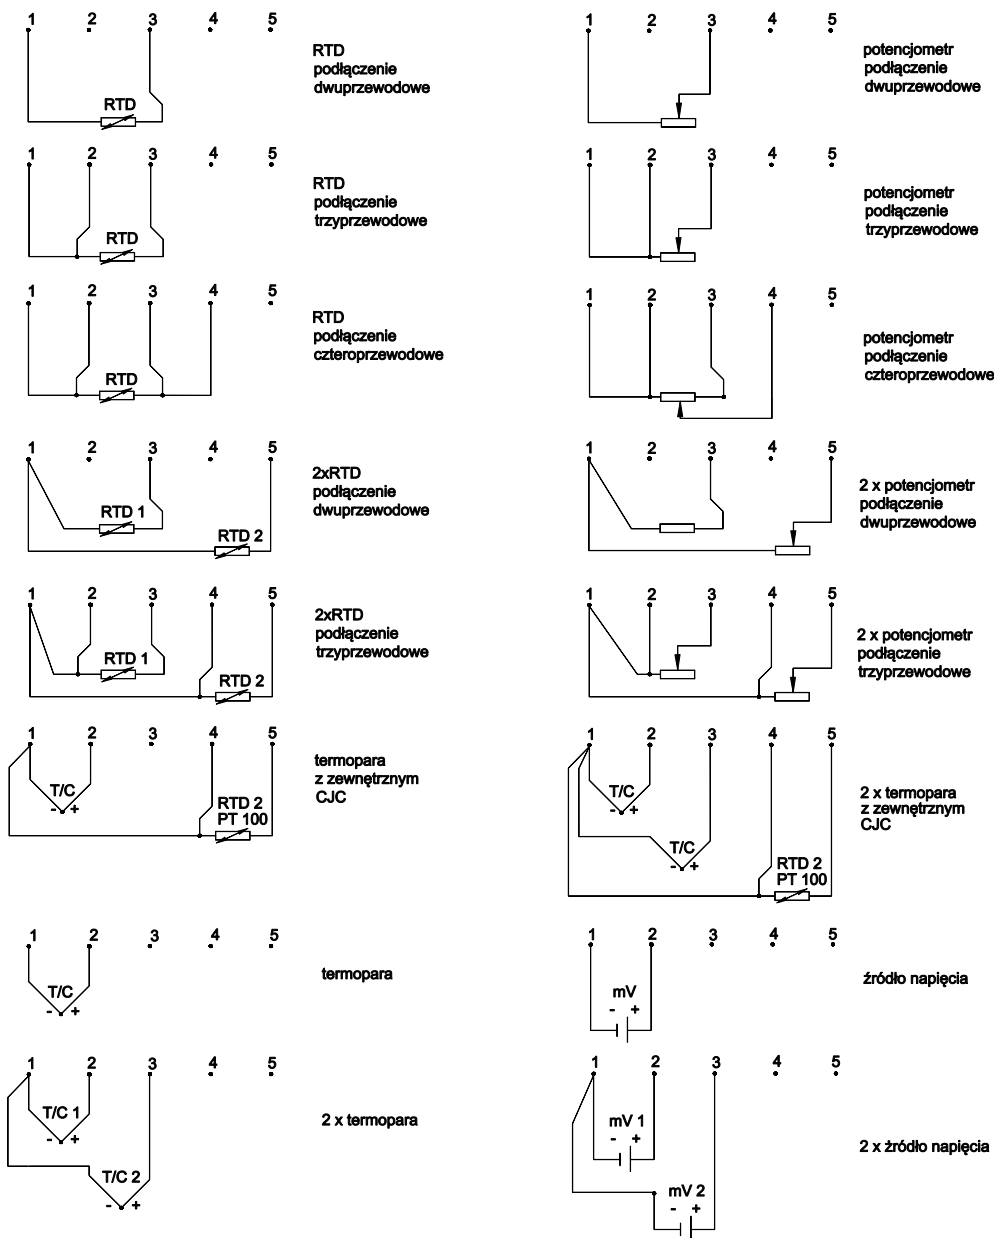 1 2 3 4 5
RTD
podłączenie
dwuprzewodowe
RTD
1 2 3 4 5
potencjometr
podłączenie
dwuprzewodowe
1 2 3 4 5
RTD
podłączenie
trzyprzewodowe
RTD
1 2 3 4 5
potencjometr
podłączenie
trzyprzewodowe
1 2 3 4 5
RTD
podłączenie
czteroprzewodowe
RTD
1 2 3 4 5
potencjometr
podłączenie
czteroprzewodowe
1 2 3 4 5
2xRTD
podłączenie
dwuprzewodowe
RTD 1
RTD 2
1 2 3 4 5
2 x potencjometr
podłączenie
dwuprzewodowe
1 2 3 4 5
2xRTD
podłączenie
trzyprzewodowe
RTD 1
RTD 2
1 2 3 4 5
2 x potencjometr
podłączenie
trzyprzewodowe
1 2 3 4 5
termopara
z zewnętrznym
CJC
T/C
- +
RTD 2
PT 100
1 2 3 4 5
2 x termopara
z zewnętrznym
CJC
T/C
- +
T/C
- +
RTD 2
PT 100
1 2 3 4 5
termopara
T/C
- +
1 2 3 4 5
źródło napięcia
mV
- +
1 2 3 4 5
2 x termopara
T/C 1
- +
T/C 2
- +
1 2 3 4 5
mV 1
- +
2 x źródło napięcia
mV 2
- +